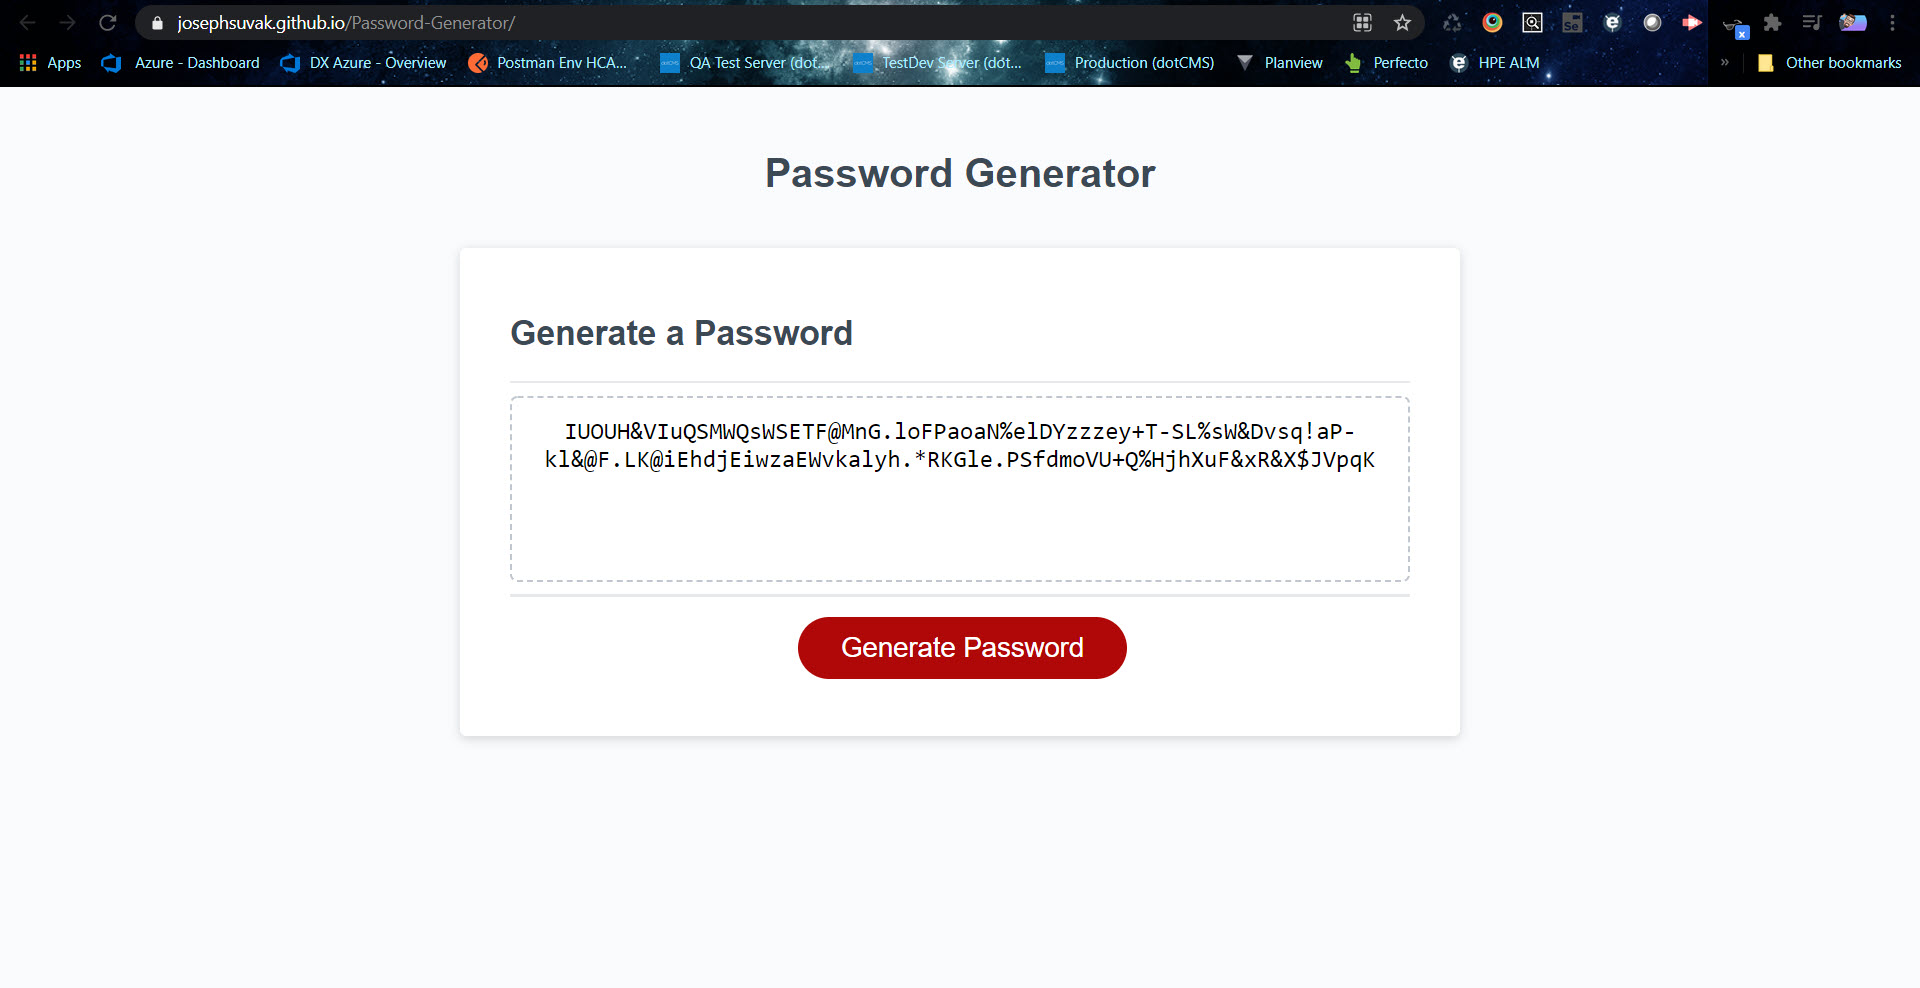 josephsuvak.github.io/Password-Generator/
Apps Azure - Dashboard DX Azure - Overview Postman Env HCA... QA Test Server (dot... TestDev Server (dot... Production (dotCMS) Planview Perfecto HPE ALM » Other bookmarks
Password Generator
Generate a Password
IUOUH&VIuQSMWQsWSETF@MnG.loFPaoaN%elDYzzzey+T-SL%sW&Dvsq!aP-
kl&@F.LK@iEhdjEiwzaEWvkalyh.*RKGle.PSfdmoVU+Q%HjhXuF&xR&X$JVpqK
Generate Password